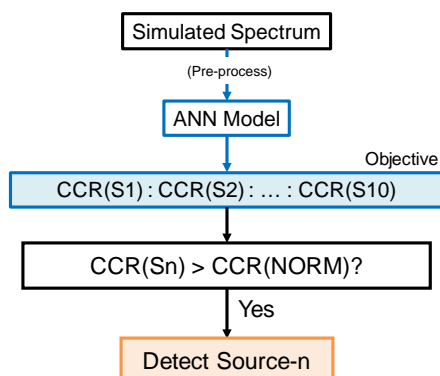 Simulated Spectrum
(Pre-process)
ANN Model
Objective
CCR(S1) : CCR(S2) : … : CCR(S10)
CCR(Sn) > CCR(NORM)?
Yes
Detect Source-n